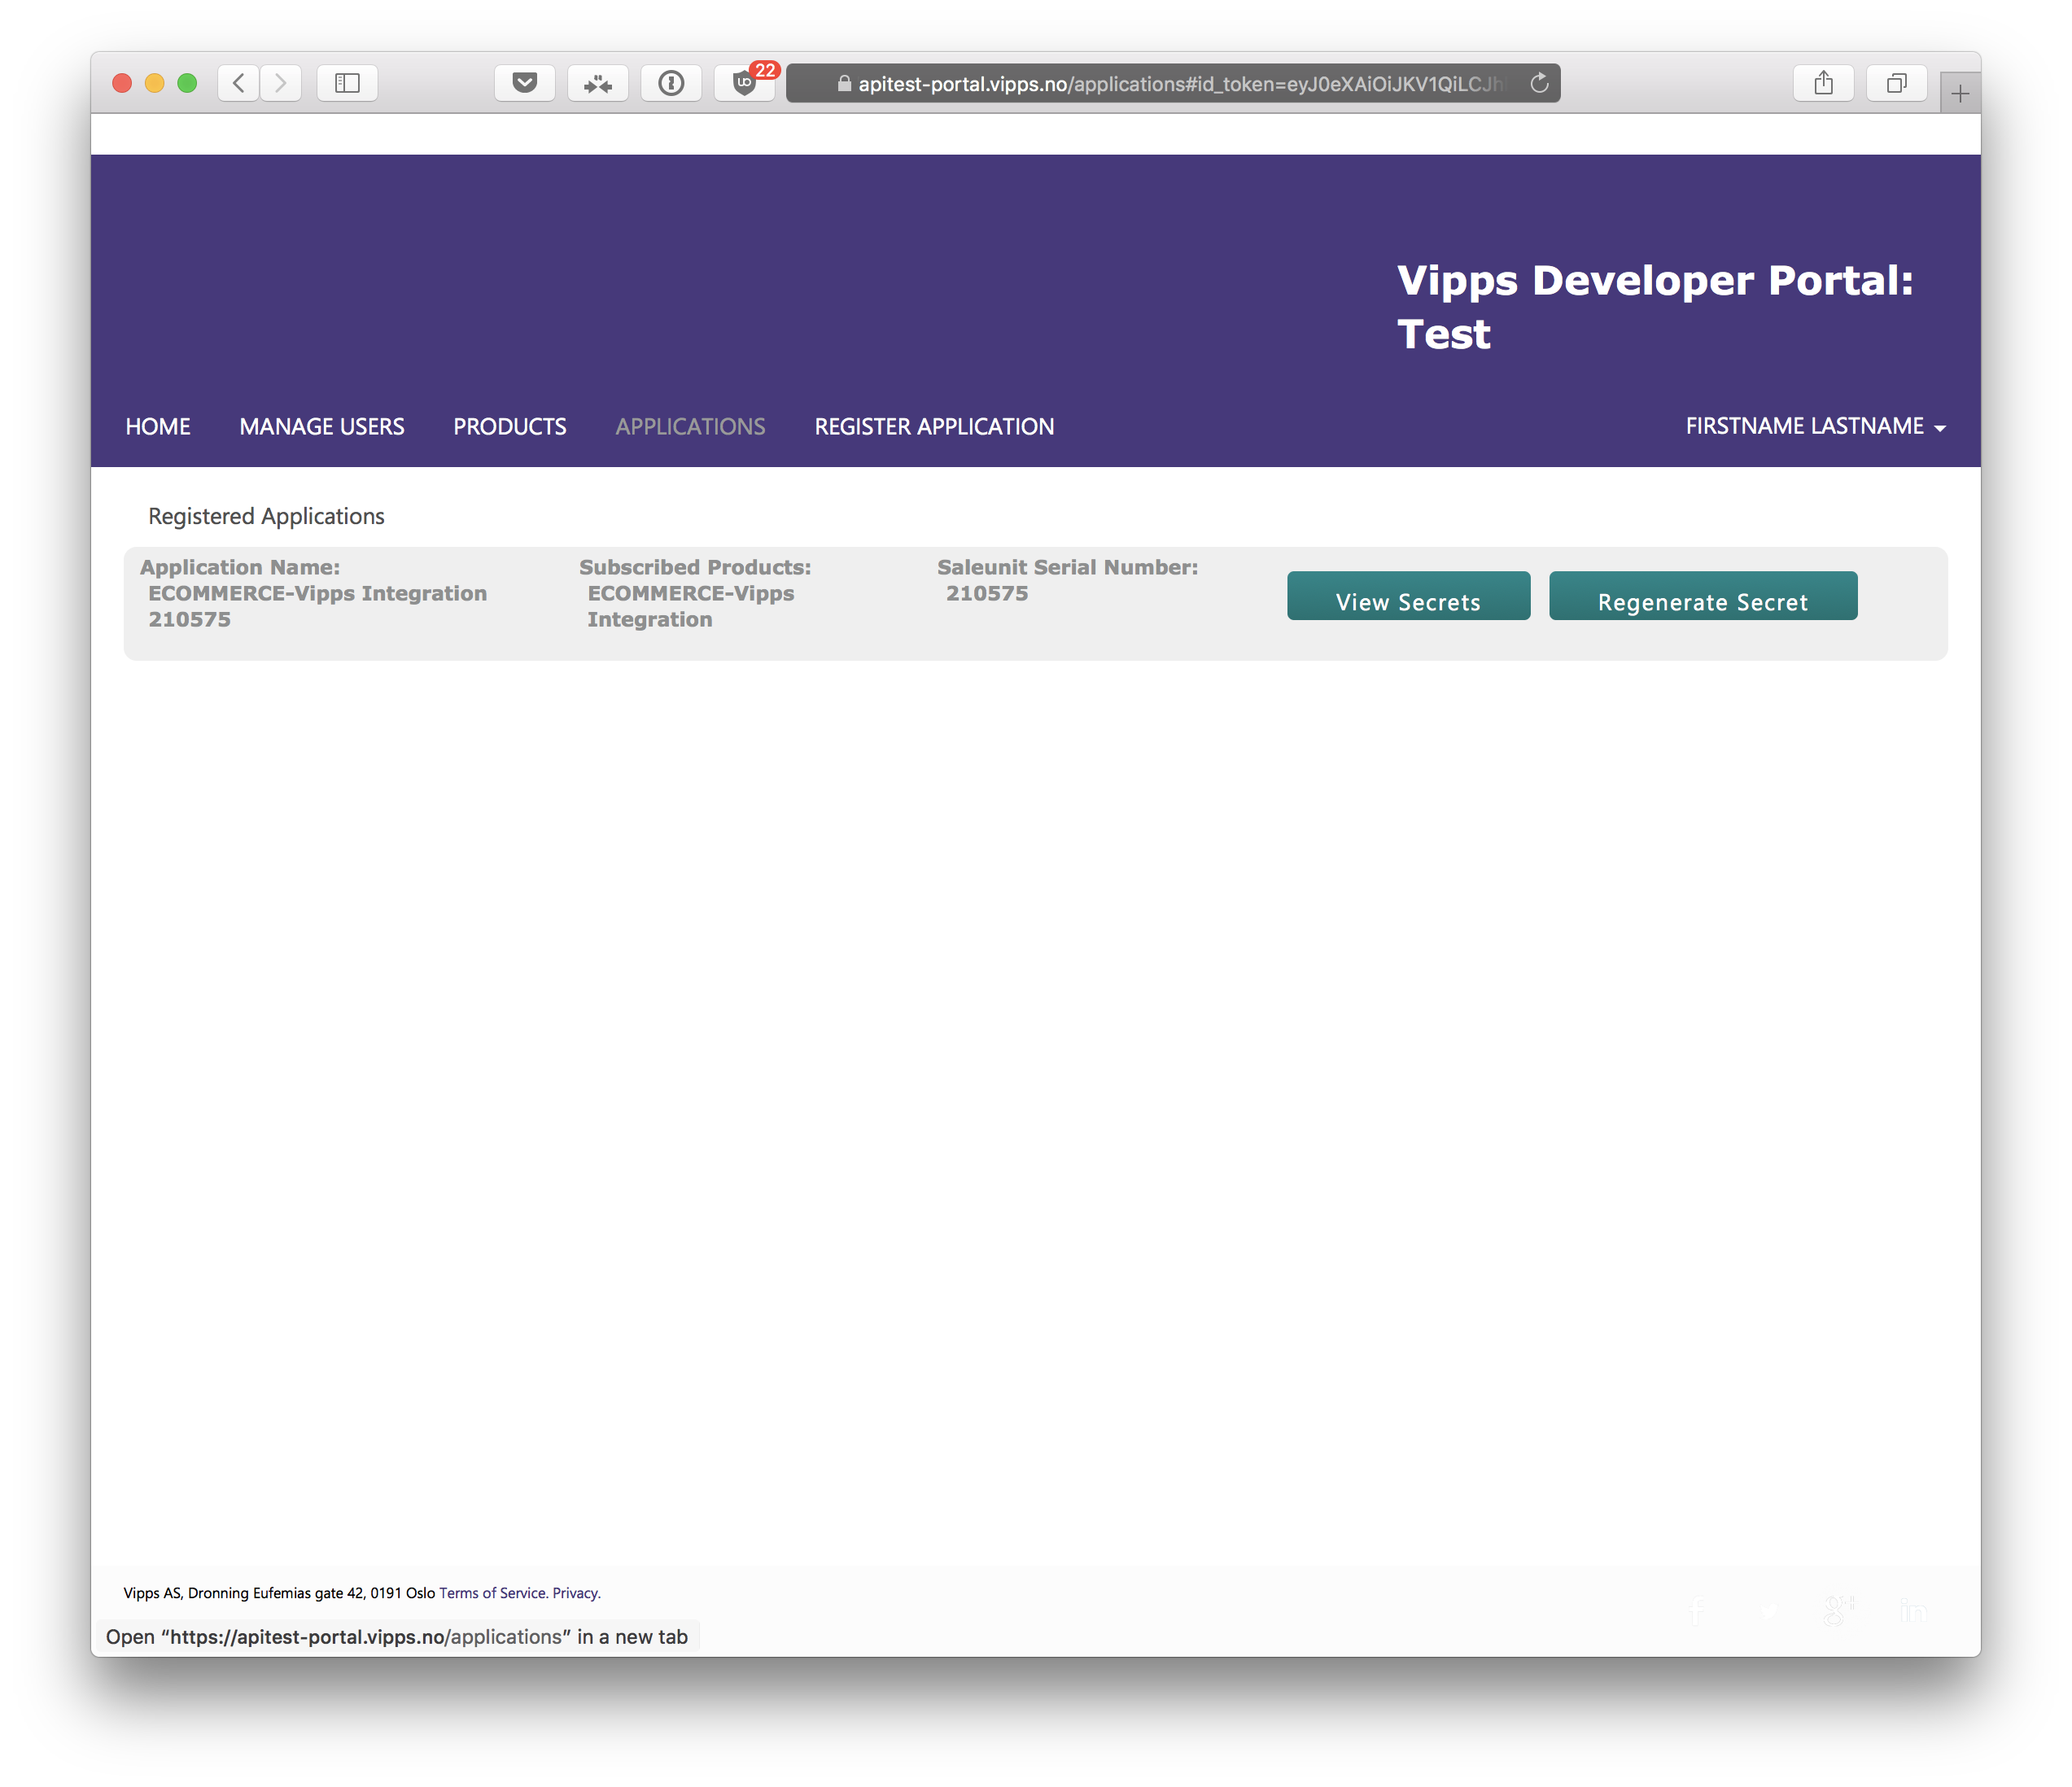 22
apitest-portal.vipps.no/applications#id_token=eyJ0eXAiOiJKV1QiLCJh
Vipps Developer Portal:
Test
HOME MANAGE USERS PRODUCTS APPLICATIONS REGISTER APPLICATION FIRSTNAME LASTNAME
Registered Applications
Application Name: Subscribed Products: Saleunit Serial Number:
ECOMMERCE-Vipps Integration ECOMMERCE-Vipps 210575
210575 Integration
View Secrets Regenerate Secret
Vipps AS, Dronning Eufemias gate 42, 0191 Oslo Terms of Service. Privacy.
Open “https://apitest-portal.vipps.no/applications” in a new tab